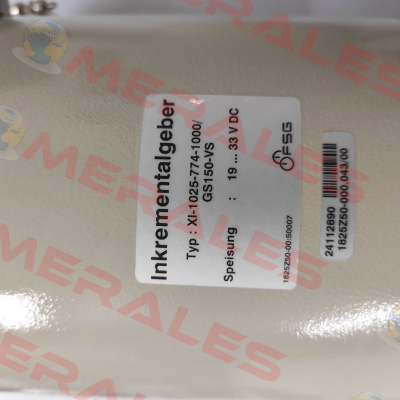 Inkrementalgeber
Typ : XI-1025-774-1000/
GS150-VS
Speisung : 19 ... 33 V DC
FSG
1825Z50-00:50007
24112890
1825Z50-000.043/00
MERALES
MERALES
MERALES
MERALES